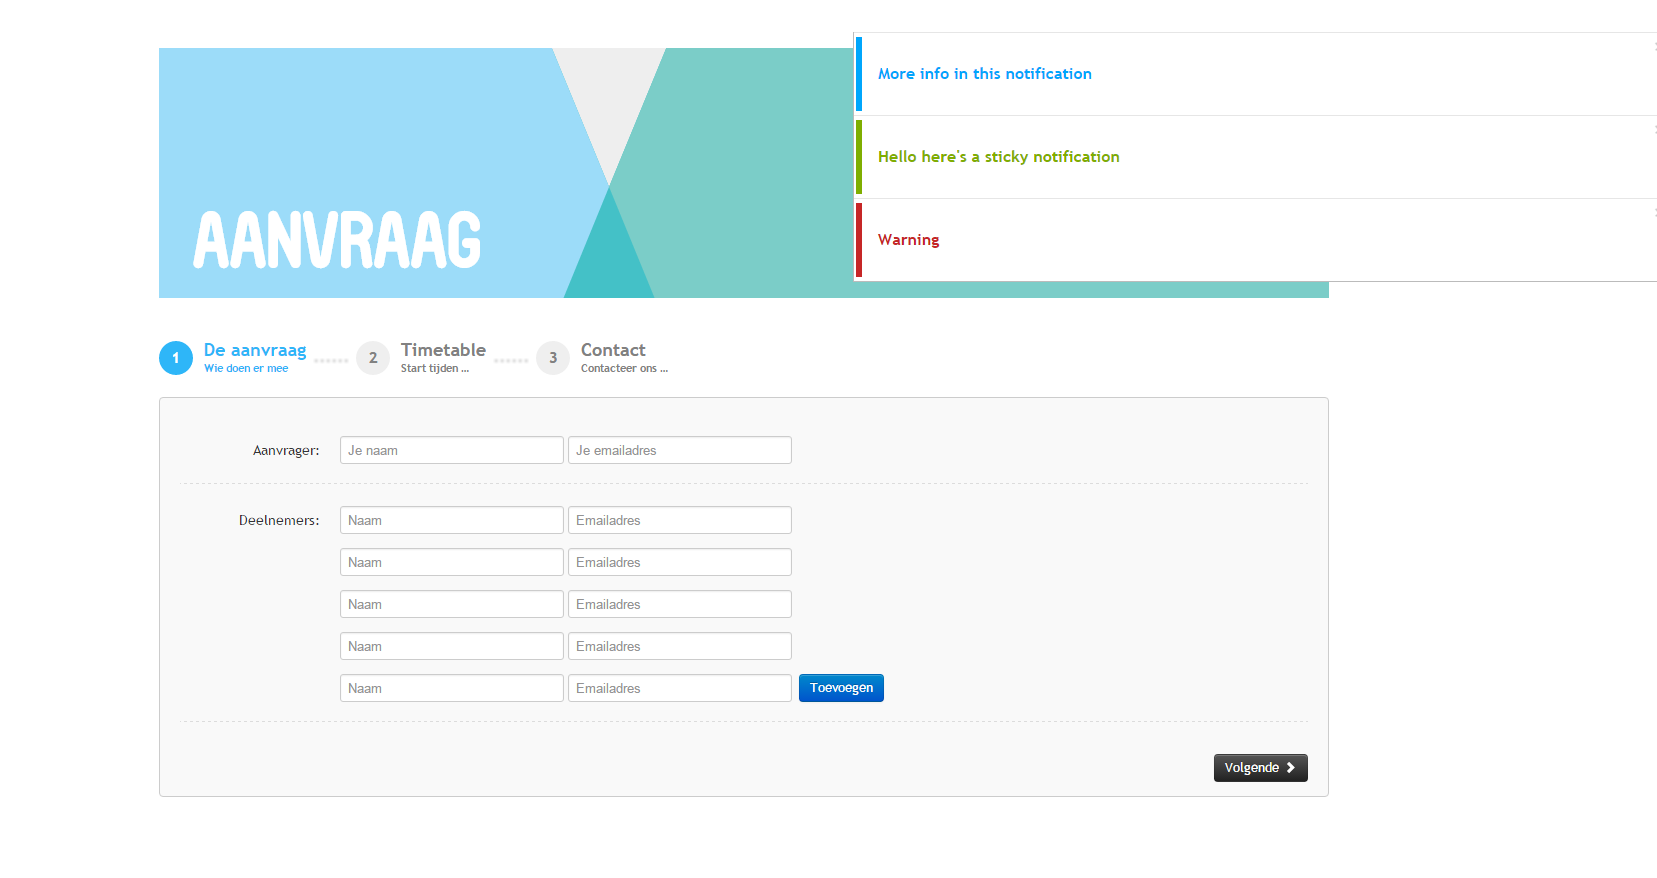 More info in this notification
Hello here's a sticky notification
Warning
AANVRAAG
1 De aanvraag
Wie doen er mee
2 Timetable
Start tijden ...
3 Contact
Contacteer ons ...
Aanvrager: Je naam Je emailadres
Deelnemers: Naam Emailadres
Naam Emailadres
Naam Emailadres
Naam Emailadres
Naam Emailadres Toevoegen
Volgende